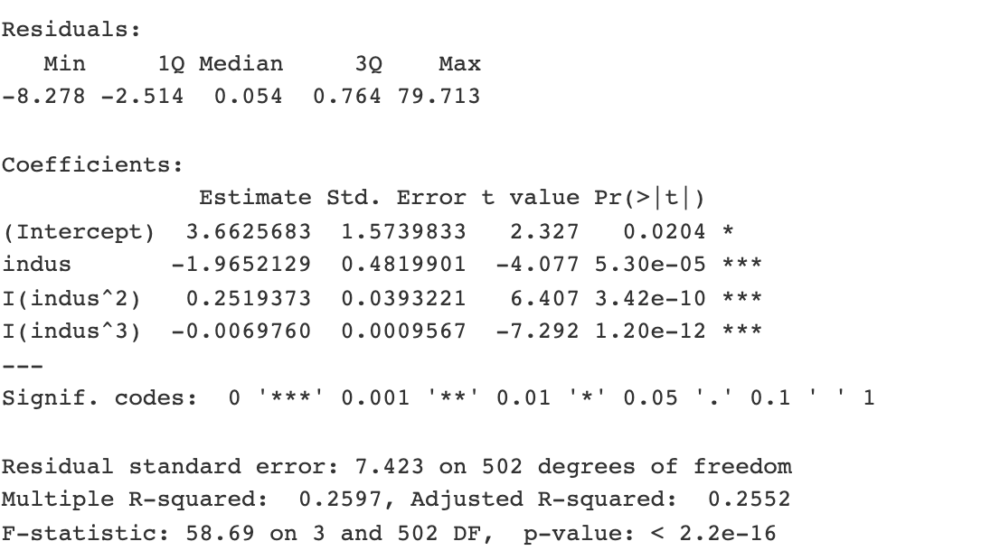 Residuals:
   Min     1Q Median     3Q    Max
-8.278 -2.514  0.054  0.764 79.713
Coefficients:
              Estimate Std. Error t value Pr(>|t|)
(Intercept)  3.6625683  1.5739833   2.327   0.0204 *
indus       -1.9652129  0.4819901  -4.077 5.30e-05 ***
I(indus^2)   0.2519373  0.0393221   6.407 3.42e-10 ***
I(indus^3)  -0.0069760  0.0009567  -7.292 1.20e-12 ***
---
Signif. codes:  0 '***' 0.001 '**' 0.01 '*' 0.05 '.' 0.1 ' ' 1
Residual standard error: 7.423 on 502 degrees of freedom
Multiple R-squared:  0.2597, Adjusted R-squared:  0.2552
F-statistic: 58.69 on 3 and 502 DF,  p-value: < 2.2e-16